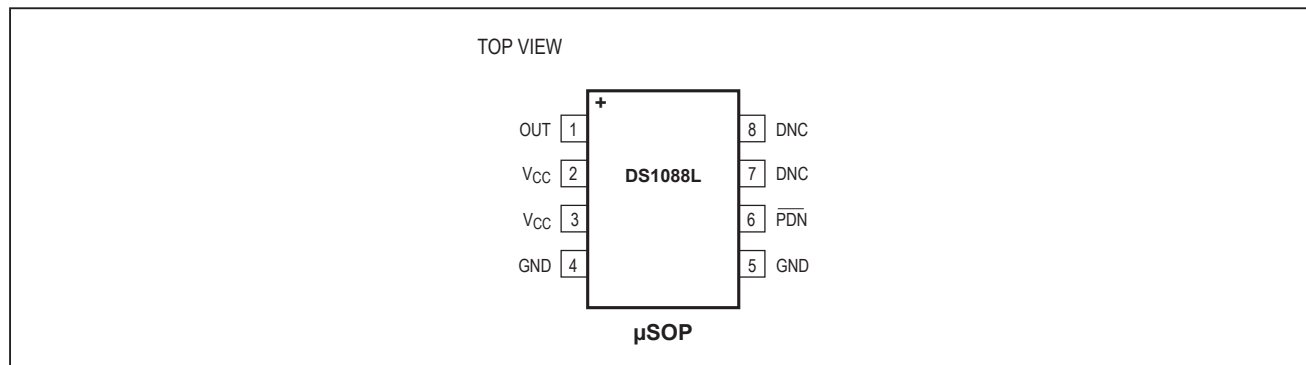 TOP VIEW
+
OUT 1 8 DNC
VCC 2 DS1088L 7 DNC
VCC 3 6 PDN
GND 4 5 GND
µSOP